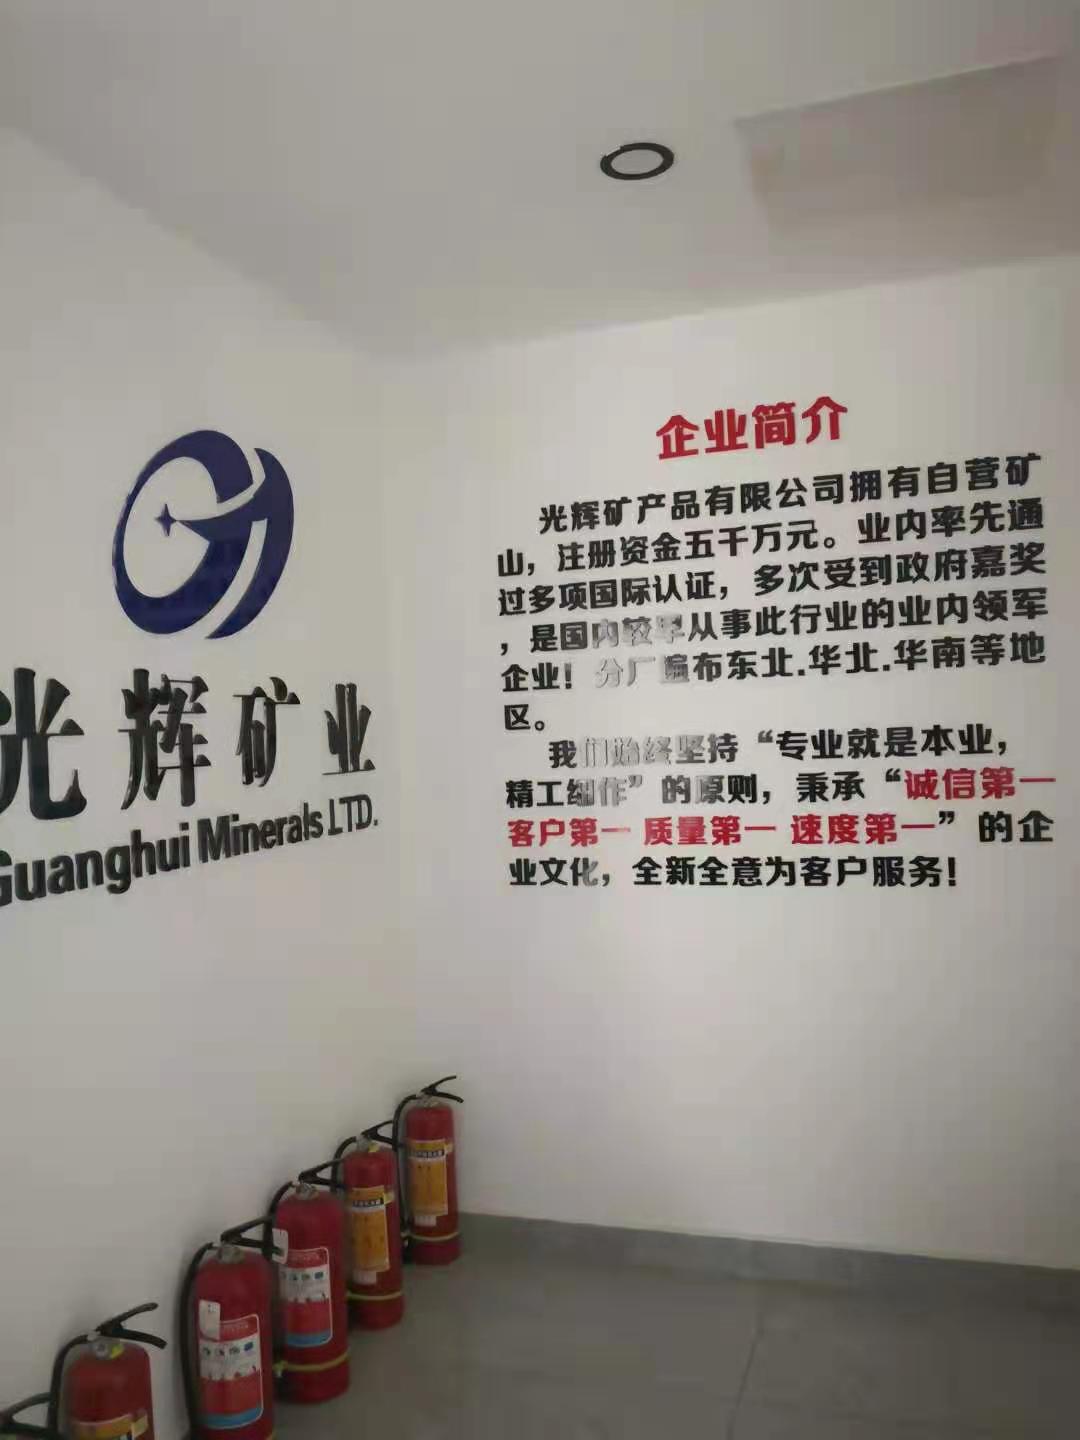 光辉矿业
Guanghui Minerals LTD.
企业简介
光辉矿产品有限公司拥有自营矿
山，注册资金五千万元。业内率先通
过多项国际认证，多次受到政府嘉奖
，是国内较早从事此行业的业内领军
企业！分厂遍布东北.华北.华南等地
区。
我们始终坚持“专业就是本业，
精工细作”的原则，秉承“诚信第一
客户第一 质量第一 速度第一”的企
业文化，全新全意为客户服务！